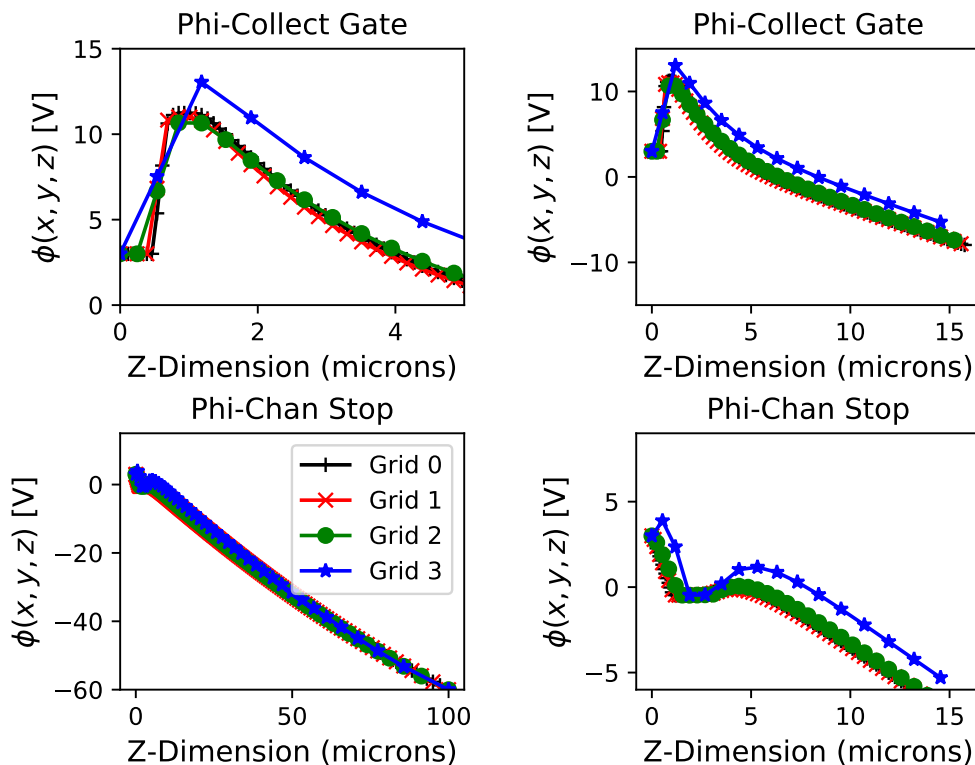 Phi-Collect Gate
15
10
5
0
ϕ(x, y, z) [V]
0
2
4
Z-Dimension (microns)
Phi-Collect Gate
10
0
−10
ϕ(x, y, z) [V]
0
5
10
15
Z-Dimension (microns)
Phi-Chan Stop
0
−20
−40
−60
ϕ(x, y, z) [V]
Grid 0
Grid 1
Grid 2
Grid 3
0
50
100
Z-Dimension (microns)
Phi-Chan Stop
5
0
−5
ϕ(x, y, z) [V]
0
5
10
15
Z-Dimension (microns)